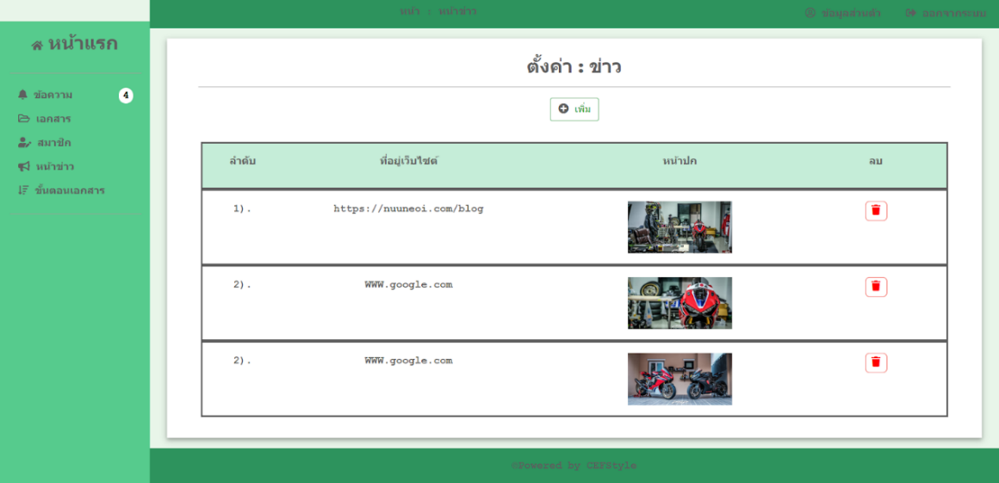 หน้า : หน้าข่าว
ข้อมูลส่วนตัว
ออกจากระบบ
หน้าแรก
ข้อความ 4
เอกสาร
สมาชิก
หน้าข่าว
ขั้นตอนเอกสาร
ตั้งค่า : ข่าว
เพิ่ม
ลำดับ ที่อยู่เว็บไซต์ หน้าปก ลบ
1). https://nuuneoi.com/blog
2). WWW.google.com
2). WWW.google.com
©Powered by CEFStyle